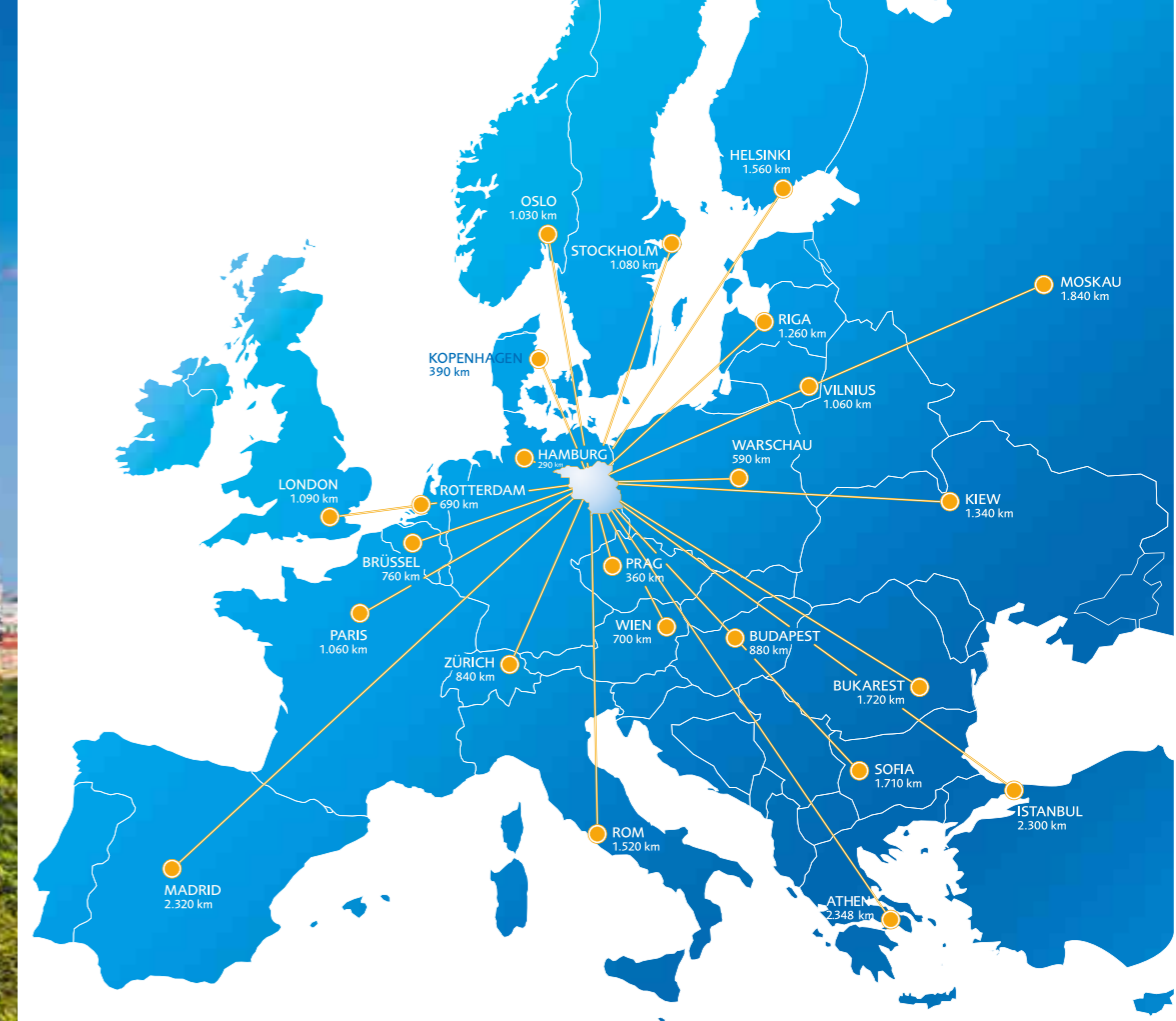 HELSINKI
1.560 km
OSLO
1.030 km
STOCKHOLM
1.080 km
MOSKAU
1.840 km
RIGA
1.260 km
KOPENHAGEN
390 km
VILNIUS
1.060 km
WARSCHAU
590 km
HAMBURG
290 km
LONDON
1.090 km
ROTTERDAM
690 km
KIEW
1.340 km
BRÜSSEL
760 km
PRAG
360 km
PARIS
1.060 km
WIEN
700 km
BUDAPEST
880 km
ZÜRICH
840 km
BUKAREST
1.720 km
SOFIA
1.710 km
ISTANBUL
2.300 km
ROM
1.520 km
MADRID
2.320 km
ATHEN
2.348 km